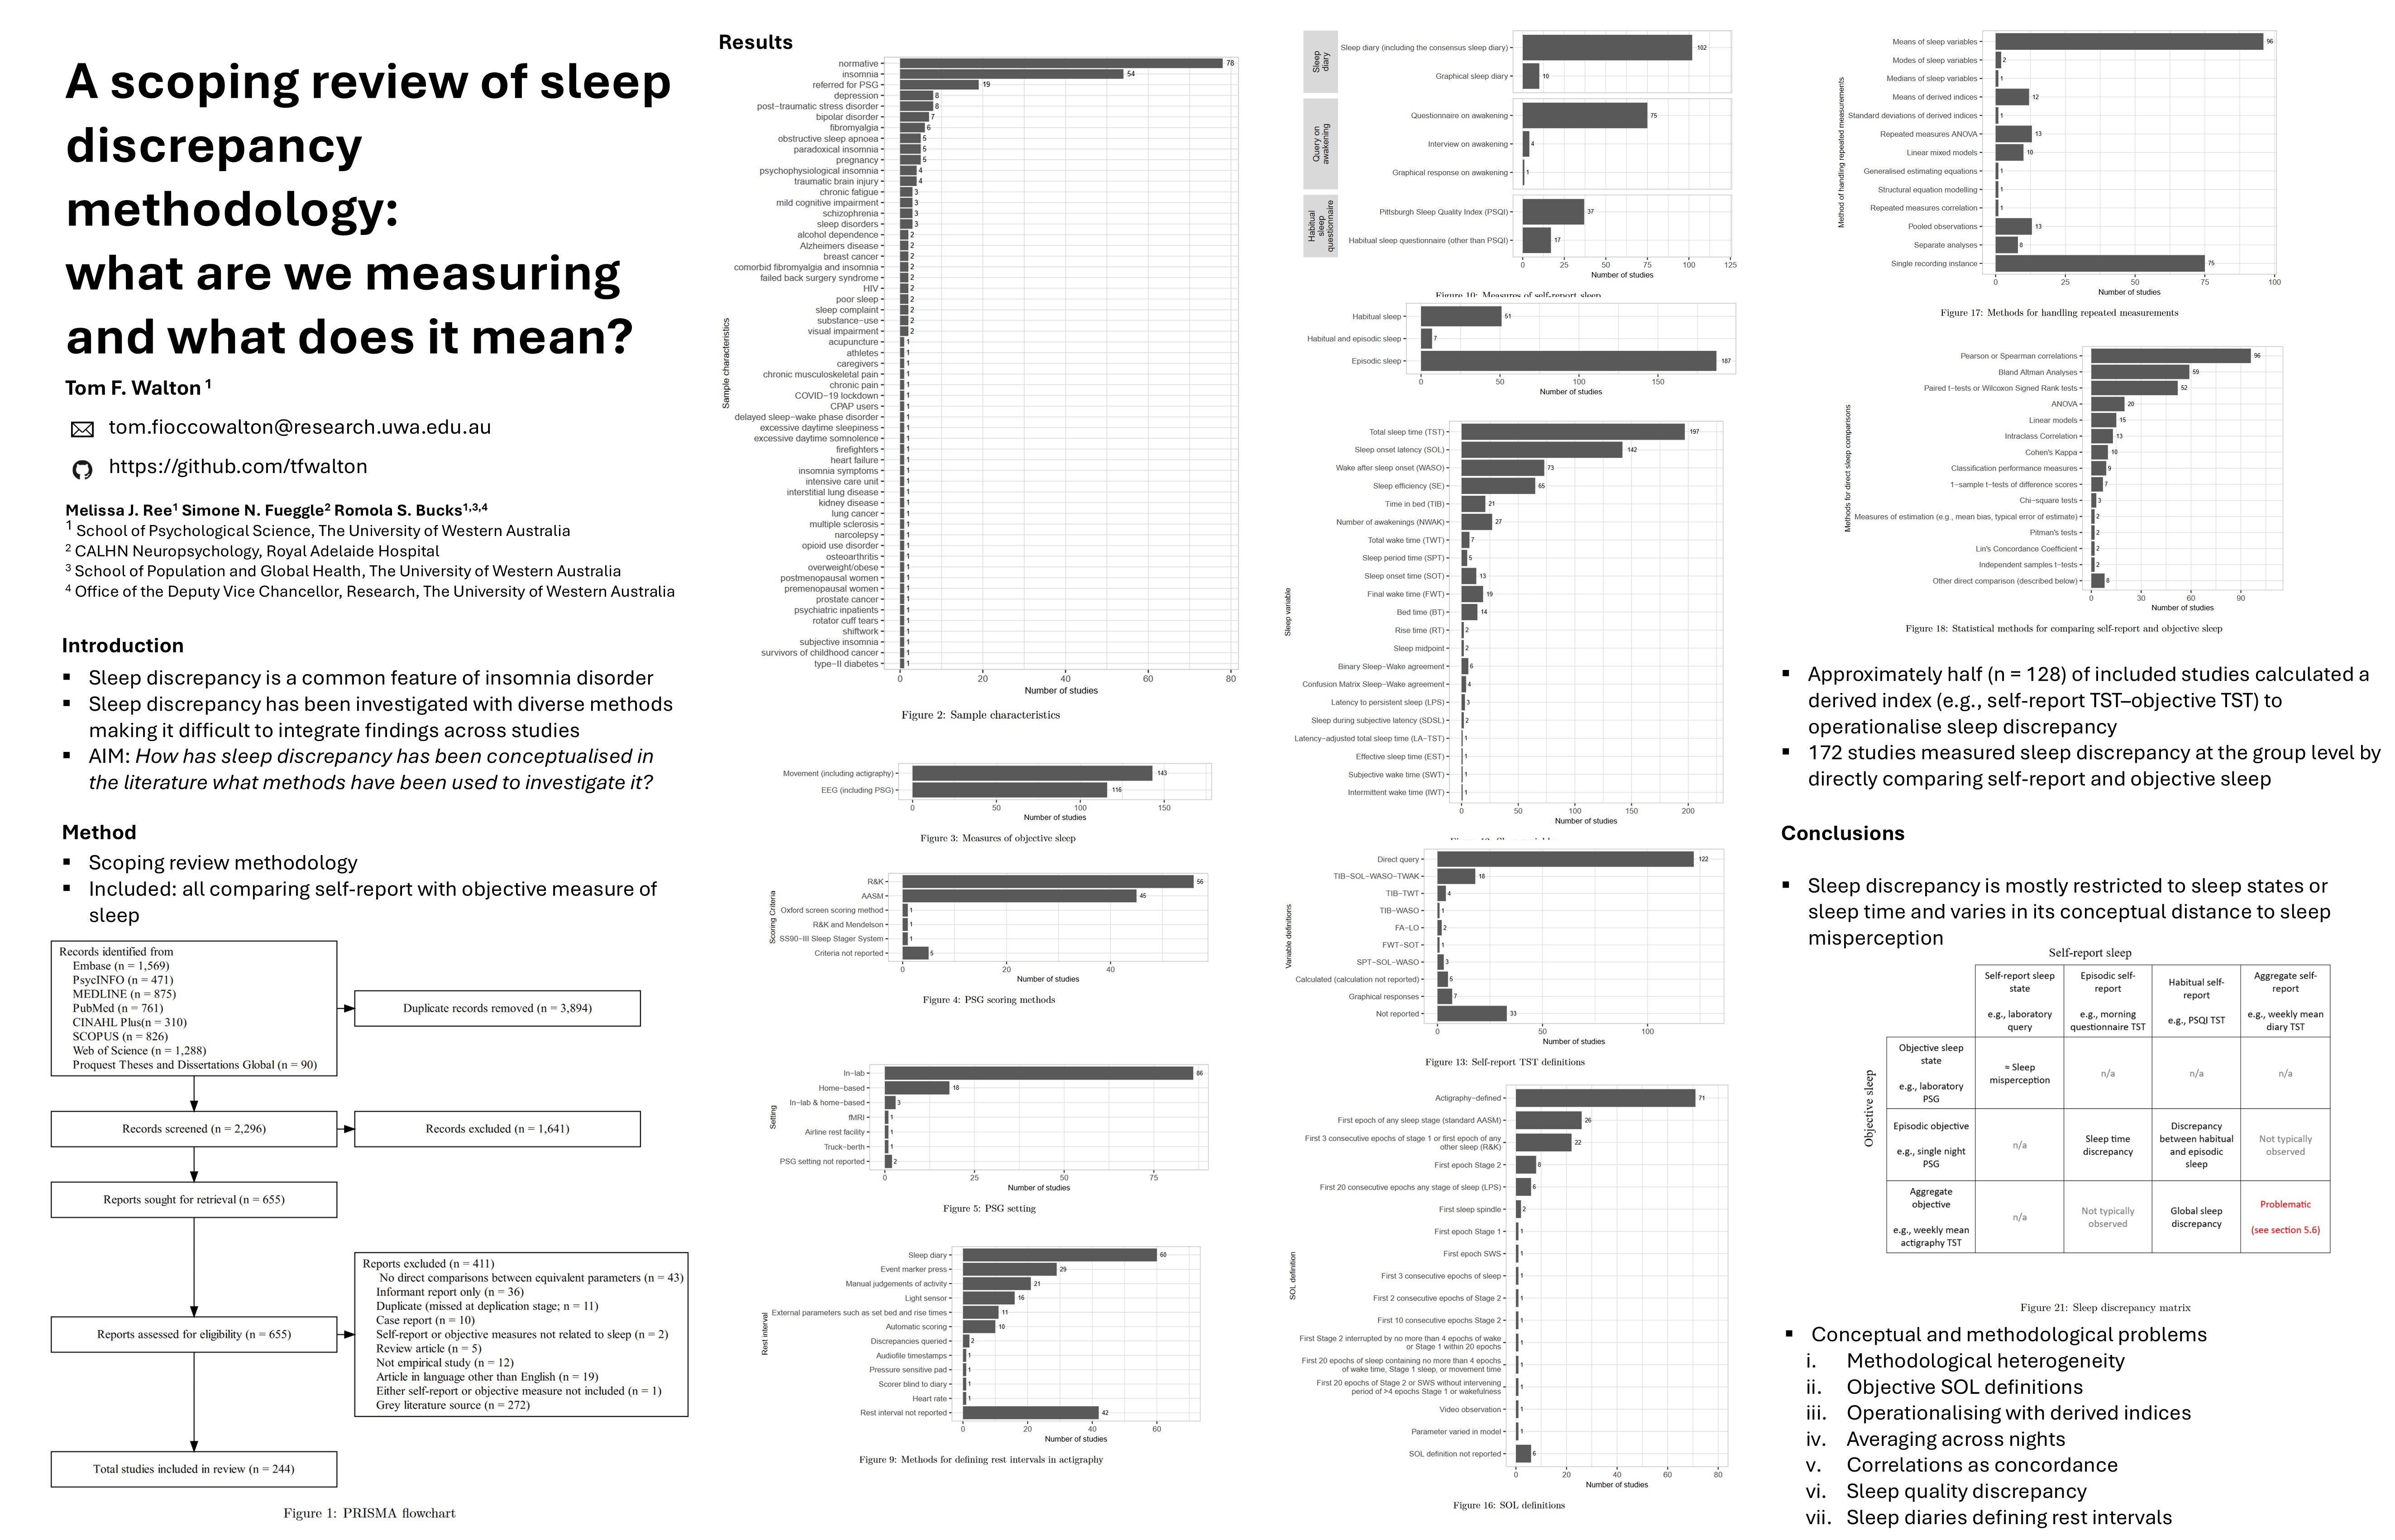 A scoping review of sleep
discrepancy
methodology:
what are we measuring
and what does it mean?
Tom F. Walton 1
tom.fioccowalton@research.uwa.edu.au
https://github.com/tfwalton
Melissa J. Ree1 Simone N. Fueggle2 Romola S. Bucks1,3,4
1 School of Psychological Science, The University of Western Australia
2 CALHN Neuropsychology, Royal Adelaide Hospital
3 School of Population and Global Health, The University of Western Australia
4 Office of the Deputy Vice Chancellor, Research, The University of Western Australia
Introduction
▪ Sleep discrepancy is a common feature of insomnia disorder
▪ Sleep discrepancy has been investigated with diverse methods
making it difficult to integrate findings across studies
▪ AIM: How has sleep discrepancy has been conceptualised in
the literature what methods have been used to investigate it?
Method
▪ Scoping review methodology
▪ Included: all comparing self-report with objective measure of
sleep
Records identified from
Embase (n = 1,569)
PsycINFO (n = 471)
MEDLINE (n = 875)
PubMed (n = 761)
CINAHL Plus(n = 310)
SCOPUS (n = 826)
Web of Science (n = 1,288)
Proquest Theses and Dissertations Global (n = 90)
Duplicate records removed (n = 3,894)
Records screened (n = 2,296)
Records excluded (n = 1,641)
Reports sought for retrieval (n = 655)
Reports assessed for eligibility (n = 655)
Reports excluded (n = 411)
No direct comparisons between equivalent parameters (n = 43)
Informant report only (n = 36)
Duplicate (missed at deplication stage; n = 11)
Case report (n = 10)
Self-report or objective measures not related to sleep (n = 2)
Review article (n = 5)
Not empirical study (n = 12)
Article in language other than English (n = 19)
Either self-report or objective measure not included (n = 1)
Grey literature source (n = 272)
Total studies included in review (n = 244)
Figure 1: PRISMA flowchart
Results
Sample characteristics
normative 78
insomnia 54
referred for PSG 19
depression 8
post-traumatic stress disorder 8
bipolar disorder 7
fibromyalgia 6
obstructive sleep apnoea 5
paradoxical insomnia 5
pregnancy 5
psychophysiological insomnia 4
traumatic brain injury 4
chronic fatigue 3
mild cognitive impairment 3
schizophrenia 3
sleep disorders 3
alcohol dependence 2
Alzheimers disease 2
breast cancer 2
comorbid fibromyalgia and insomnia 2
failed back surgery syndrome 2
HIV 2
poor sleep 2
sleep complaint 2
substance-use 2
visual impairment 2
acupuncture 1
athletes 1
caregivers 1
chronic musculoskeletal pain 1
chronic pain 1
COVID-19 lockdown 1
CPAP users 1
delayed sleep-wake phase disorder 1
excessive daytime sleepiness 1
excessive daytime somnolence 1
firefighters 1
heart failure 1
insomnia symptoms 1
intensive care unit 1
interstitial lung disease 1
kidney disease 1
lung cancer 1
multiple sclerosis 1
narcolepsy 1
opioid use disorder 1
osteoarthritis 1
overweight/obese 1
postmenopausal women 1
premenopausal women 1
prostate cancer 1
psychiatric inpatients 1
rotator cuff tears 1
shiftwork 1
subjective insomnia 1
survivors of childhood cancer 1
type-II diabetes 1
0 20 40 60 80
Number of studies
Figure 2: Sample characteristics
Movement (including actigraphy) 143
EEG (including PSG) 116
0 50 100 150
Number of studies
Figure 3: Measures of objective sleep
Scoring Criteria
R&K 56
AASM 45
Oxford screen scoring method 1
R&K and Mendelson 1
SS90-III Sleep Stager System 1
Criteria not reported 5
0 20 40
Number of studies
Figure 4: PSG scoring methods
Setting
In-lab 86
Home-based 18
In-lab & home-based 3
fMRI 1
Airline rest facility 1
Truck-berth 1
PSG setting not reported 2
0 25 50 75
Number of studies
Figure 5: PSG setting
Rest interval
Sleep diary 60
Event marker press 29
Manual judgements of activity 21
Light sensor 16
External parameters such as set bed and rise times 11
Automatic scoring 10
Discrepancies queried 2
Audiofile timestamps 1
Pressure sensitive pad 1
Scorer blind to diary 1
Heart rate 1
Rest interval not reported 42
0 20 40 60
Number of studies
Figure 9: Methods for defining rest intervals in actigraphy
Sleep
diary
Sleep diary (including the consensus sleep diary) 102
Graphical sleep diary 10
Query on
awakening
Questionnaire on awakening 75
Interview on awakening 4
Graphical response on awakening 1
Habitual
sleep
questionnaire
Pittsburgh Sleep Quality Index (PSQI) 37
Habitual sleep questionnaire (other than PSQI) 17
0 25 50 75 100 125
Number of studies
Figure 10: Measures of self-report sleep
Habitual sleep 51
Habitual and episodic sleep 7
Episodic sleep 187
0 50 100 150
Number of studies
Sleep variable
Total sleep time (TST) 197
Sleep onset latency (SOL) 142
Wake after sleep onset (WASO) 73
Sleep efficiency (SE) 65
Time in bed (TIB) 21
Number of awakenings (NWAK) 27
Total wake time (TWT) 7
Sleep period time (SPT) 5
Sleep onset time (SOT) 13
Final wake time (FWT) 19
Bed time (BT) 14
Rise time (RT) 2
Sleep midpoint 2
Binary Sleep-Wake agreement 6
Confusion Matrix Sleep-Wake agreement 4
Latency to persistent sleep (LPS) 3
Sleep during subjective latency (SDSL) 2
Latency-adjusted total sleep time (LA-TST) 1
Effective sleep time (EST) 1
Subjective wake time (SWT) 1
Intermittent wake time (IWT) 1
0 50 100 150 200
Number of studies
Variable definitions
Direct query 122
TIB-SOL-WASO-TWAK 18
TIB-TWT 4
TIB-WASO 1
FA-LO 2
FWT-SOT 1
SPT-SOL-WASO 3
Calculated (calculation not reported) 5
Graphical responses 7
Not reported 33
0 50 100
Number of studies
Figure 13: Self-report TST definitions
SOL definition
Actigraphy-defined 71
First epoch of any sleep stage (standard AASM) 26
First 3 consecutive epochs of stage 1 or first epoch of any
other sleep (R&K) 22
First epoch Stage 2 8
First 20 consecutive epochs any stage of sleep (LPS) 6
First sleep spindle 2
First epoch Stage 1 1
First epoch SWS 1
First 3 consecutive epochs of sleep 1
First 2 consecutive epochs of Stage 2 1
First 10 consecutive epochs Stage 2 1
First Stage 2 interrupted by no more than 4 epochs of wake
or Stage 1 within 20 epochs 1
First 20 epochs of sleep containing no more than 4 epochs
of wake time, Stage 1 sleep, or movement time 1
First 20 epochs of Stage 2 or SWS without intervening
period of >4 epochs Stage 1 or wakefulness 1
Video observation 1
Parameter varied in model 1
SOL definition not reported 6
0 20 40 60 80
Number of studies
Figure 16: SOL definitions
Method of handling repeated measurements
Means of sleep variables 96
Modes of sleep variables 2
Medians of sleep variables 1
Means of derived indices 12
Standard deviations of derived indices 1
Repeated measures ANOVA 13
Linear mixed models 10
Generalised estimating equations 1
Structural equation modelling 1
Repeated measures correlation 1
Pooled observations 13
Separate analyses 8
Single recording instance 75
0 25 50 75 100
Number of studies
Figure 17: Methods for handling repeated measurements
Methods for direct sleep comparisons
Pearson or Spearman correlations 96
Bland Altman Analyses 59
Paired t-tests or Wilcoxon Signed Rank tests 52
ANOVA 20
Linear models 15
Intraclass Correlation 13
Cohen's Kappa 10
Classification performance measures 9
1-sample t-tests of difference scores 7
Chi-square tests 3
Measures of estimation (e.g., mean bias, typical error of estimate) 2
Pitman's tests 2
Lin's Concordance Coefficient 2
Independent samples t-tests 2
Other direct comparison (described below) 8
0 30 60 90
Number of studies
Figure 18: Statistical methods for comparing self-report and objective sleep
▪ Approximately half (n = 128) of included studies calculated a
derived index (e.g., self-report TST–objective TST) to
operationalise sleep discrepancy
▪ 172 studies measured sleep discrepancy at the group level by
directly comparing self-report and objective sleep
Conclusions
▪ Sleep discrepancy is mostly restricted to sleep states or
sleep time and varies in its conceptual distance to sleep
misperception
Self-report sleep
Objective sleep
Self-report sleep
state
e.g., laboratory
query
Episodic self-
report
e.g., morning
questionnaire TST
Habitual self-
report
e.g., PSQI TST
Aggregate self-
report
e.g., weekly mean
diary TST
Objective sleep
state
e.g., laboratory
PSG
≈ Sleep
misperception
n/a
n/a
n/a
Episodic objective
e.g., single night
PSG
n/a
Sleep time
discrepancy
Discrepancy
between habitual
and episodic
sleep
Not typically
observed
Aggregate
objective
e.g., weekly mean
actigraphy TST
n/a
Not typically
observed
Global sleep
discrepancy
Problematic
(see section 5.6)
Figure 21: Sleep discrepancy matrix
▪ Conceptual and methodological problems
i. Methodological heterogeneity
ii. Objective SOL definitions
iii. Operationalising with derived indices
iv. Averaging across nights
v. Correlations as concordance
vi. Sleep quality discrepancy
vii. Sleep diaries defining rest intervals